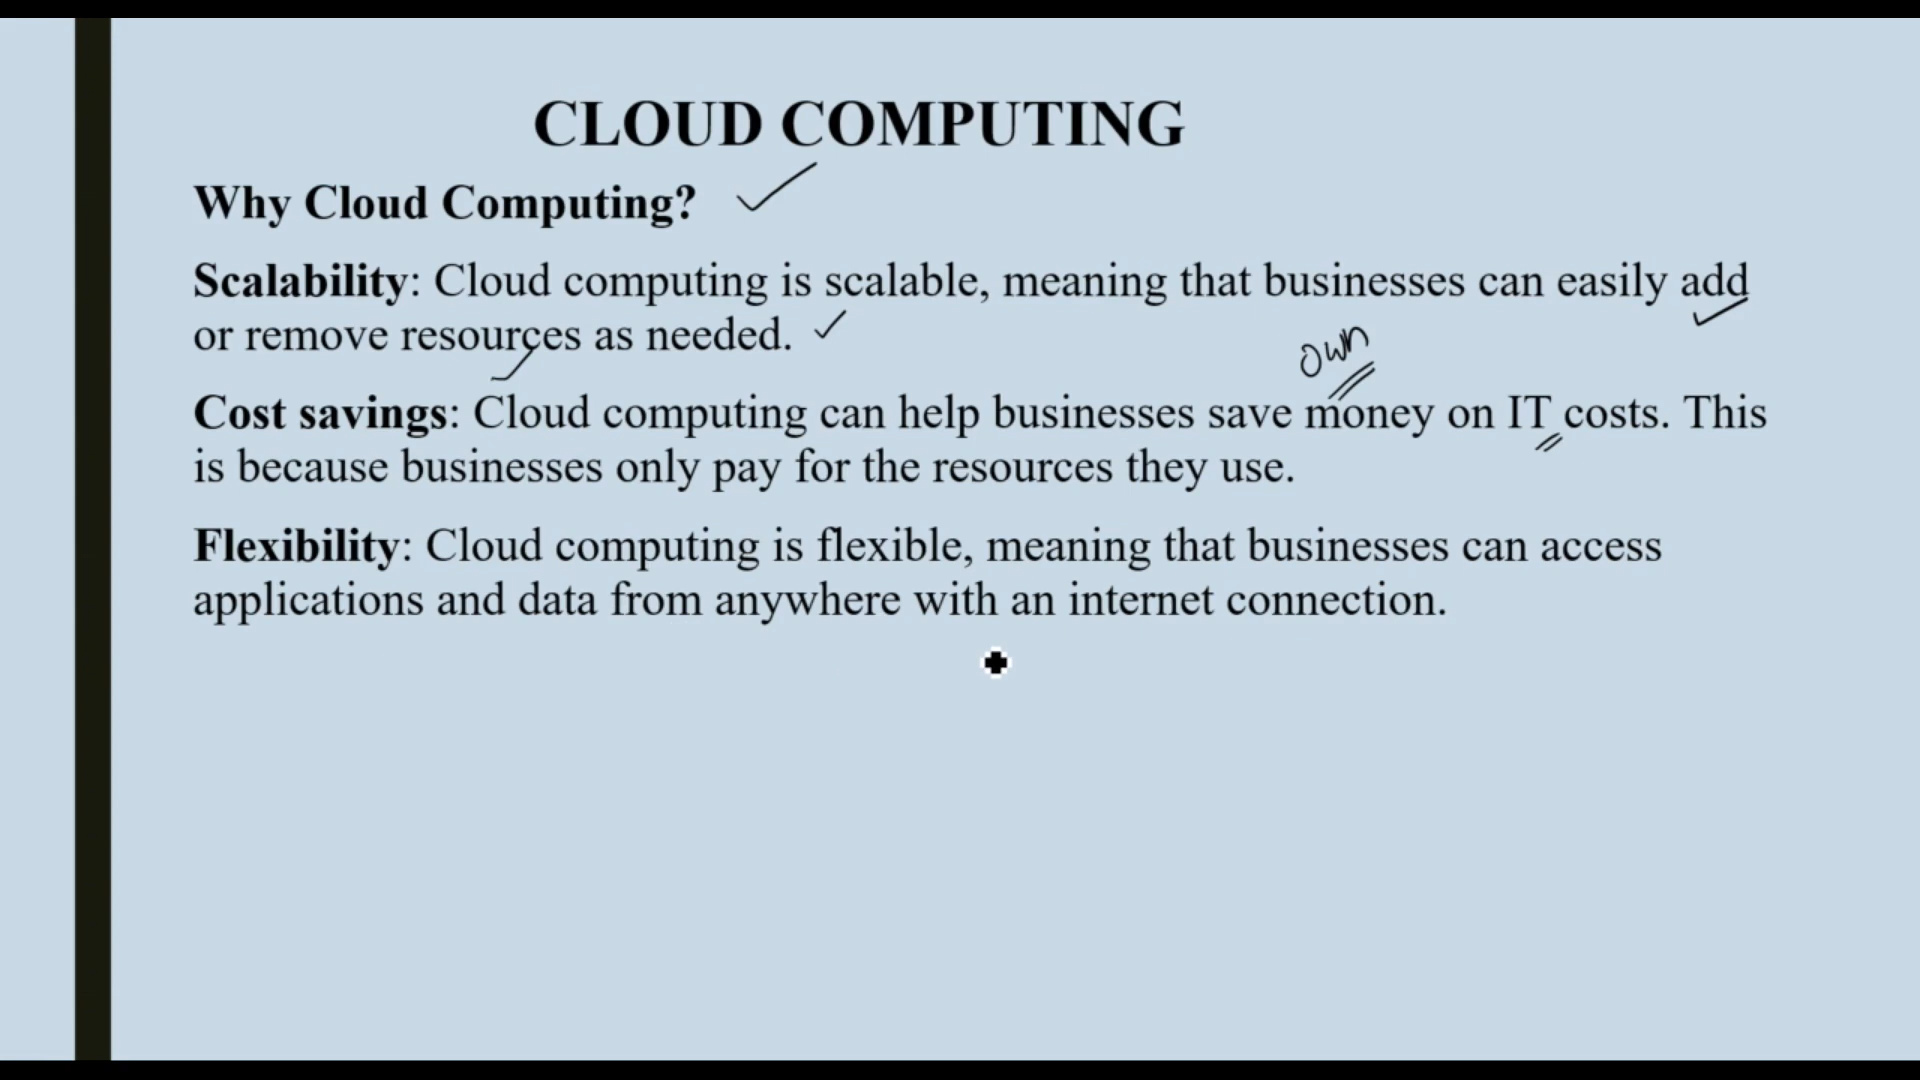 CLOUD COMPUTING
Why Cloud Computing?
Scalability: Cloud computing is scalable, meaning that businesses can easily add
or remove resources as needed.
own
Cost savings: Cloud computing can help businesses save money on IT costs. This
is because businesses only pay for the resources they use.
Flexibility: Cloud computing is flexible, meaning that businesses can access
applications and data from anywhere with an internet connection.